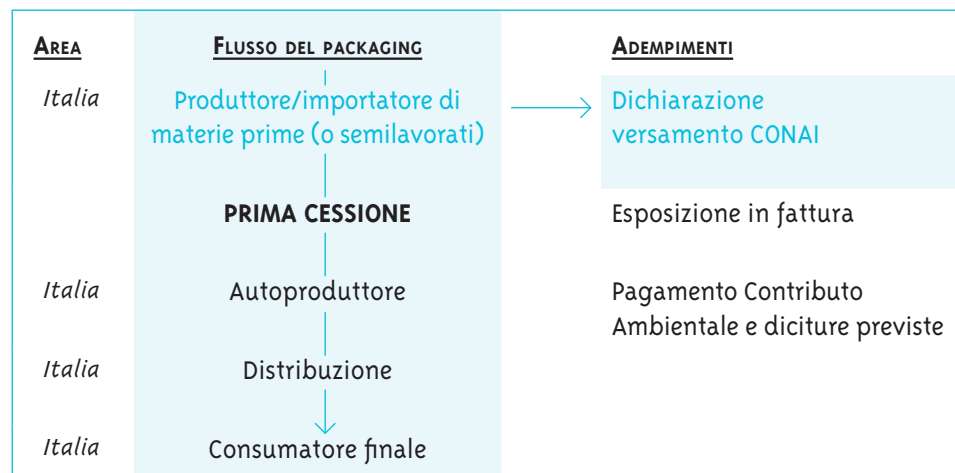 AREA FLUSSO DEL PACKAGING ADEMPIMENTI
Italia Produttore/importatore di Dichiarazione
materie prime (o semilavorati) versamento CONAI
PRIMA CESSIONE Esposizione in fattura
Italia Autoproduttore Pagamento Contributo
Ambientale e diciture previste
Italia Distribuzione
Italia Consumatore finale